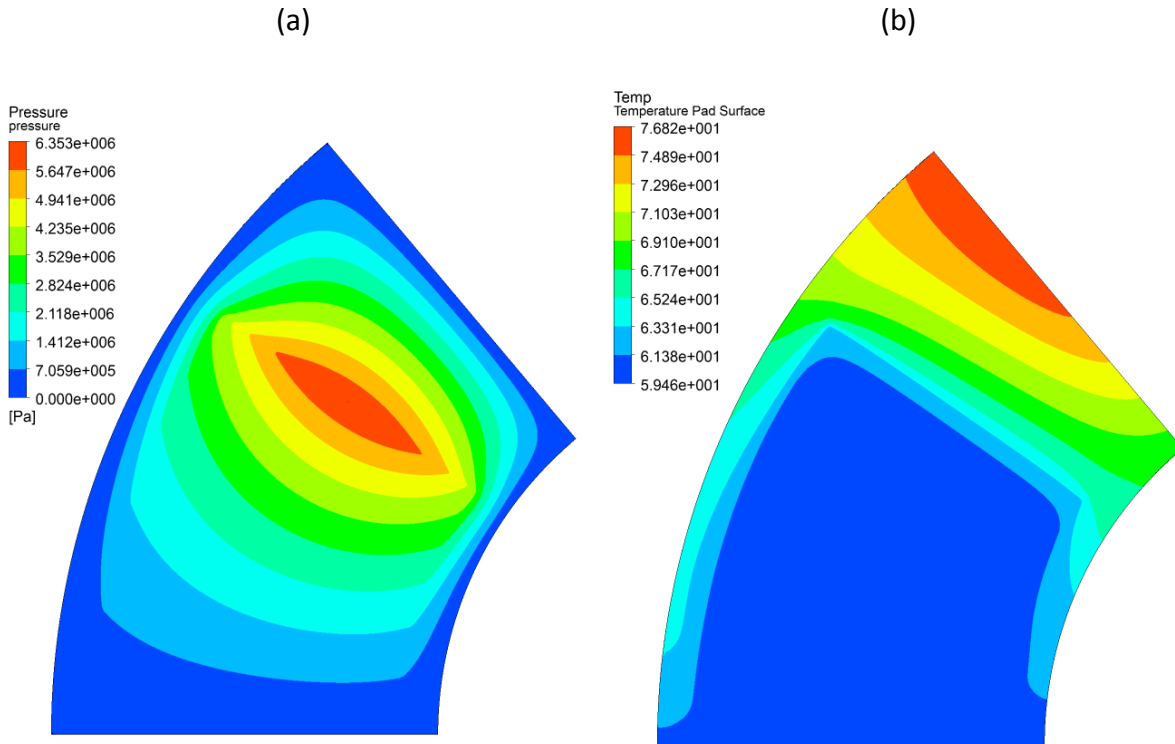 (a)
(b)
Pressure
pressure
6.353e+006
5.647e+006
4.941e+006
4.235e+006
3.529e+006
2.824e+006
2.118e+006
1.412e+006
7.059e+005
0.000e+000
[Pa]
Temp
Temperature Pad Surface
7.682e+001
7.489e+001
7.296e+001
7.103e+001
6.910e+001
6.717e+001
6.524e+001
6.331e+001
6.138e+001
5.946e+001